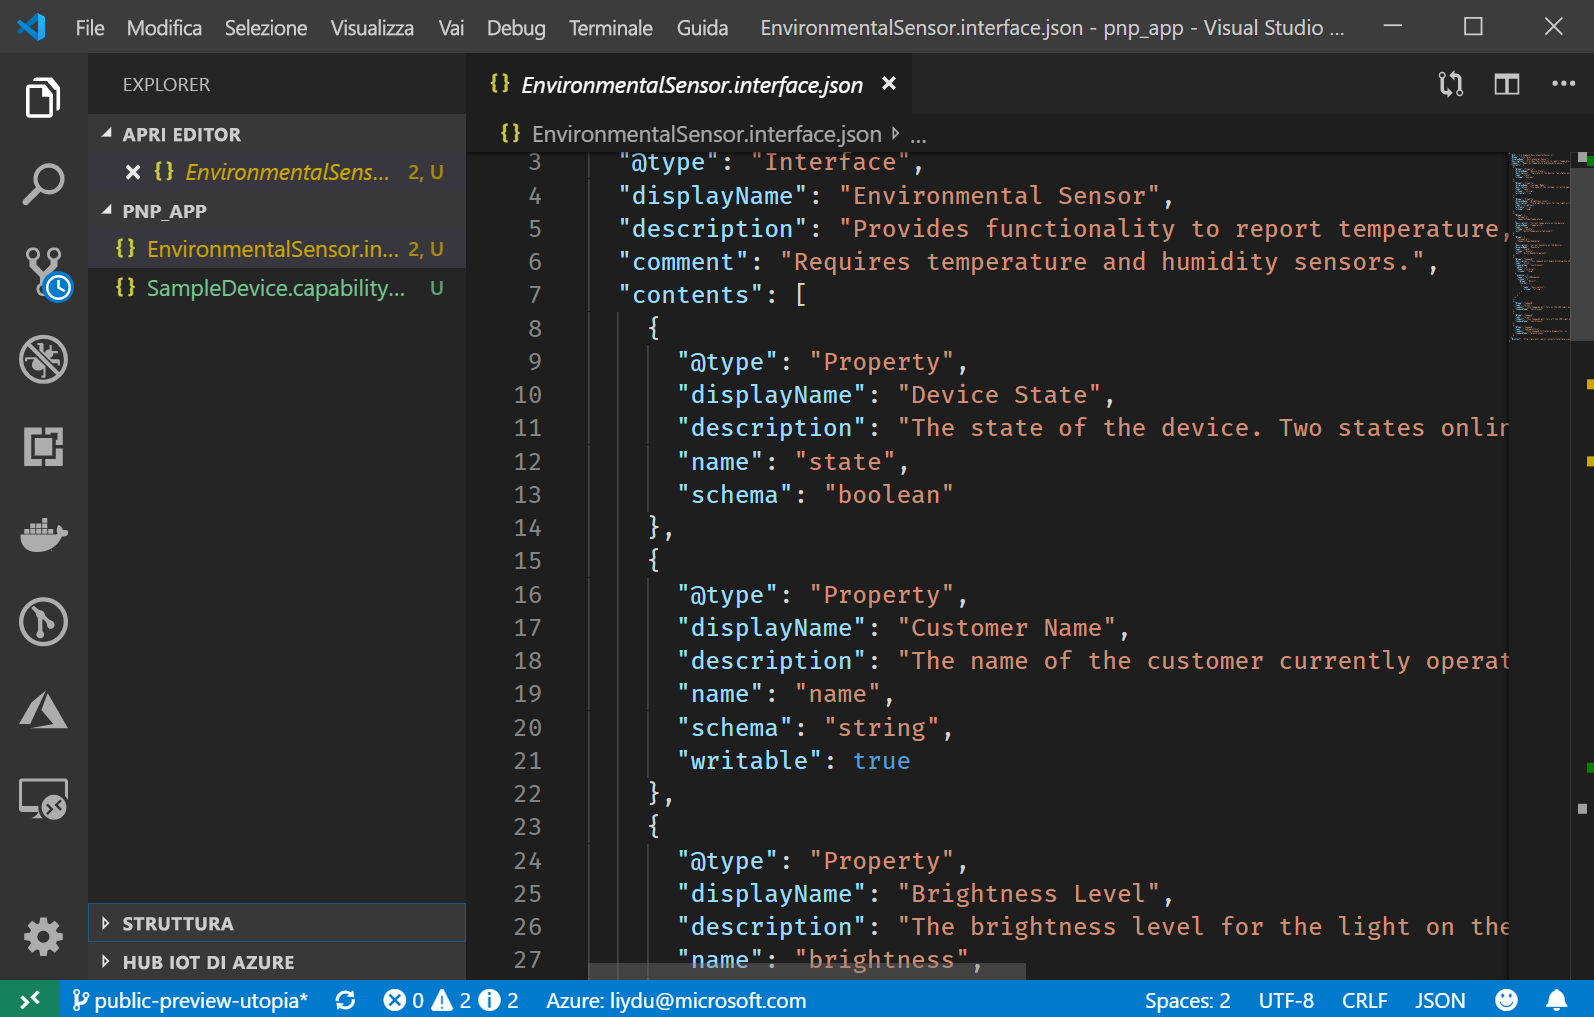 File Modifica Selezione Visualizza Vai Debug Terminale Guida EnvironmentalSensor.interface.json - pnp_app - Visual Studio ...
EXPLORER
APRI EDITOR
{} EnvironmentalSens... 2, U
PNP_APP
{} EnvironmentalSensor.in... 2, U
{} SampleDevice.capability... U
STRUTTURA
HUB IOT DI AZURE
{} EnvironmentalSensor.interface.json
{} EnvironmentalSensor.interface.json ...
3 "@type": "Interface",
4 "displayName": "Environmental Sensor",
5 "description": "Provides functionality to report temperature,
6 "comment": "Requires temperature and humidity sensors.",
7 "contents": [
8 {
9 "@type": "Property",
10 "displayName": "Device State",
11 "description": "The state of the device. Two states onlin
12 "name": "state",
13 "schema": "boolean"
14 },
15 {
16 "@type": "Property",
17 "displayName": "Customer Name",
18 "description": "The name of the customer currently operat
19 "name": "name",
20 "schema": "string",
21 "writable": true
22 },
23 {
24 "@type": "Property",
25 "displayName": "Brightness Level",
26 "description": "The brightness level for the light on the
27 "name": "brightness",
public-preview-utopia* 0 2 2 Azure: liydu@microsoft.com Spaces: 2 UTF-8 CRLF JSON